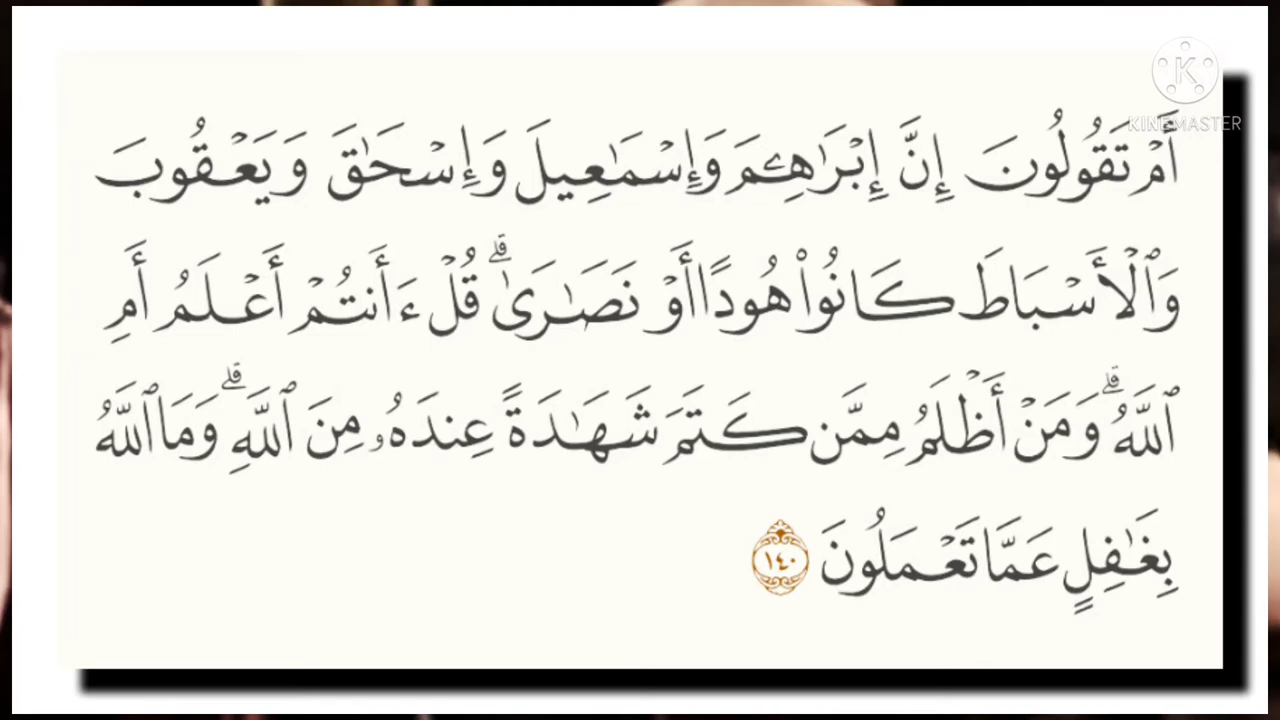 KINEMASTER
أَمْ تَقُولُونَ إِنَّ إِبْرَٰهِـۧمَ وَإِسْمَـٰعِيلَ وَإِسْحَـٰقَ وَيَعْقُوبَ
وَٱلْأَسْبَاطَ كَانُوا۟ هُودًا أَوْ نَصَـٰرَىٰ ۗ قُلْ ءَأَنتُمْ أَعْلَمُ أَمِ
ٱللَّهُ ۗ وَمَنْ أَظْلَمُ مِمَّن كَتَمَ شَهَـٰدَةً عِندَهُۥ مِنَ ٱللَّهِ ۗ وَمَا ٱللَّهُ
بِغَـٰفِلٍ عَمَّا تَعْمَلُونَ ١٤٠